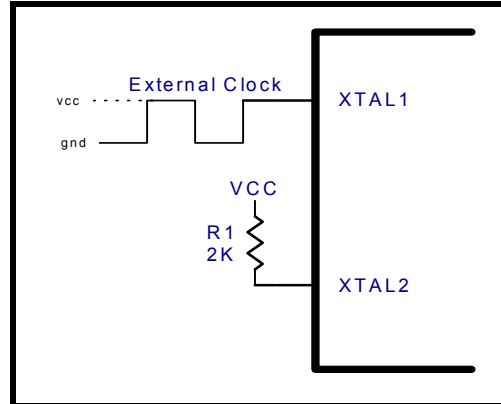 External Clock
vcc
XTAL1
gnd
VCC
R1
2K
XTAL2